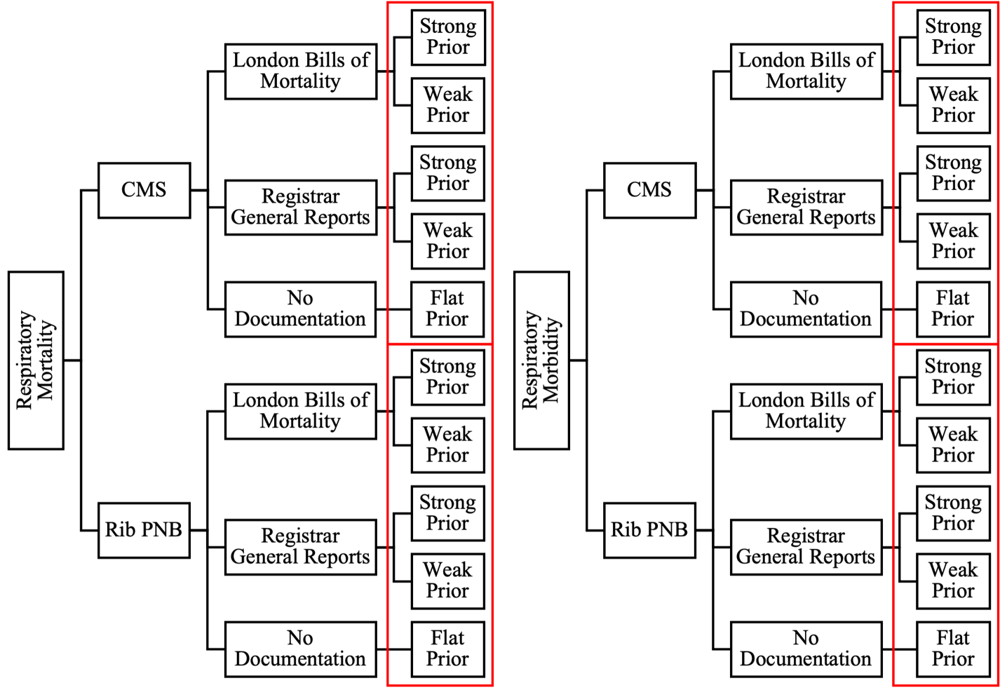 Respiratory
Mortality
CMS
London Bills of
Mortality
Strong
Prior
Weak
Prior
Registrar
General Reports
Strong
Prior
Weak
Prior
No
Documentation
Flat
Prior
Rib PNB
London Bills of
Mortality
Strong
Prior
Weak
Prior
Registrar
General Reports
Strong
Prior
Weak
Prior
No
Documentation
Flat
Prior
Respiratory
Morbidity
CMS
London Bills of
Mortality
Strong
Prior
Weak
Prior
Registrar
General Reports
Strong
Prior
Weak
Prior
No
Documentation
Flat
Prior
Rib PNB
London Bills of
Mortality
Strong
Prior
Weak
Prior
Registrar
General Reports
Strong
Prior
Weak
Prior
No
Documentation
Flat
Prior